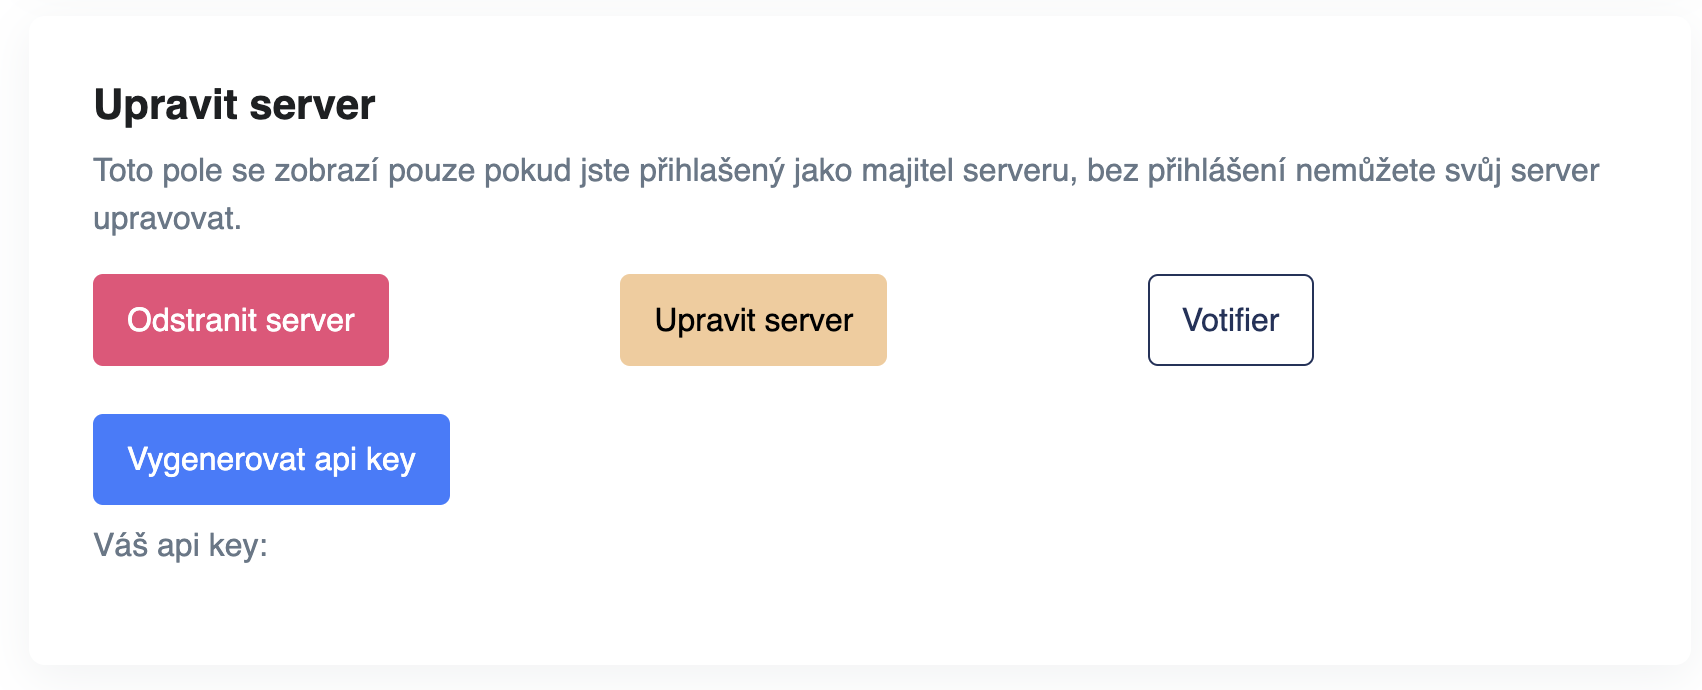 Upravit server
Toto pole se zobrazí pouze pokud jste přihlašený jako majitel serveru, bez přihlášení nemůžete svůj server
upravovat.
Odstranit server
Upravit server
Votifier
Vygenerovat api key
Váš api key: